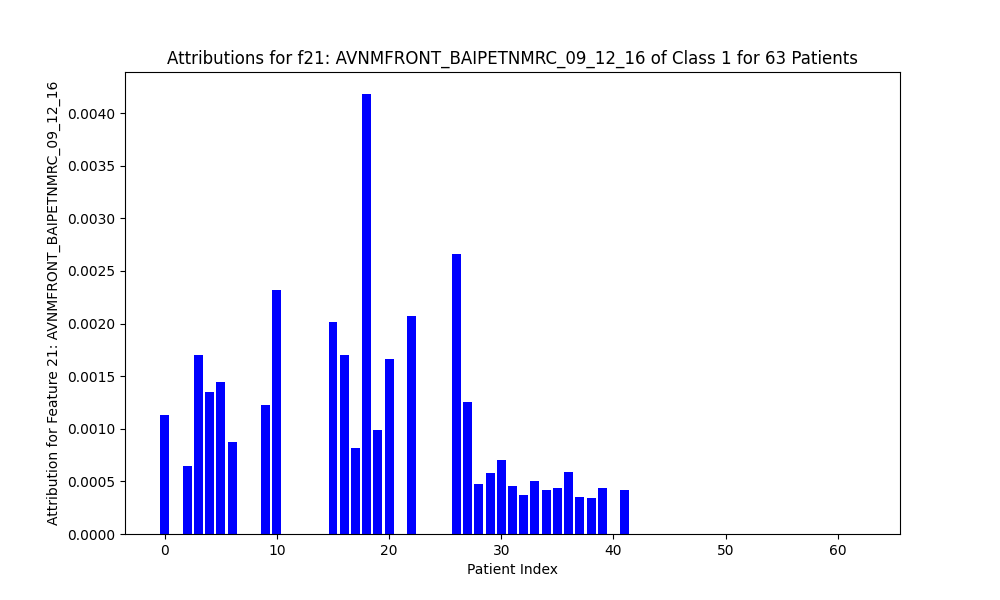 Attributions for f21: AVNMFRONT_BAIPETNMRC_09_12_16 of Class 1 for 63 Patients
Attribution for Feature 21: AVNMFRONT_BAIPETNMRC_09_12_16
0.0040
0.0035
0.0030
0.0025
0.0020
0.0015
0.0010
0.0005
0.0000
0 10 20 30 40 50 60
Patient Index